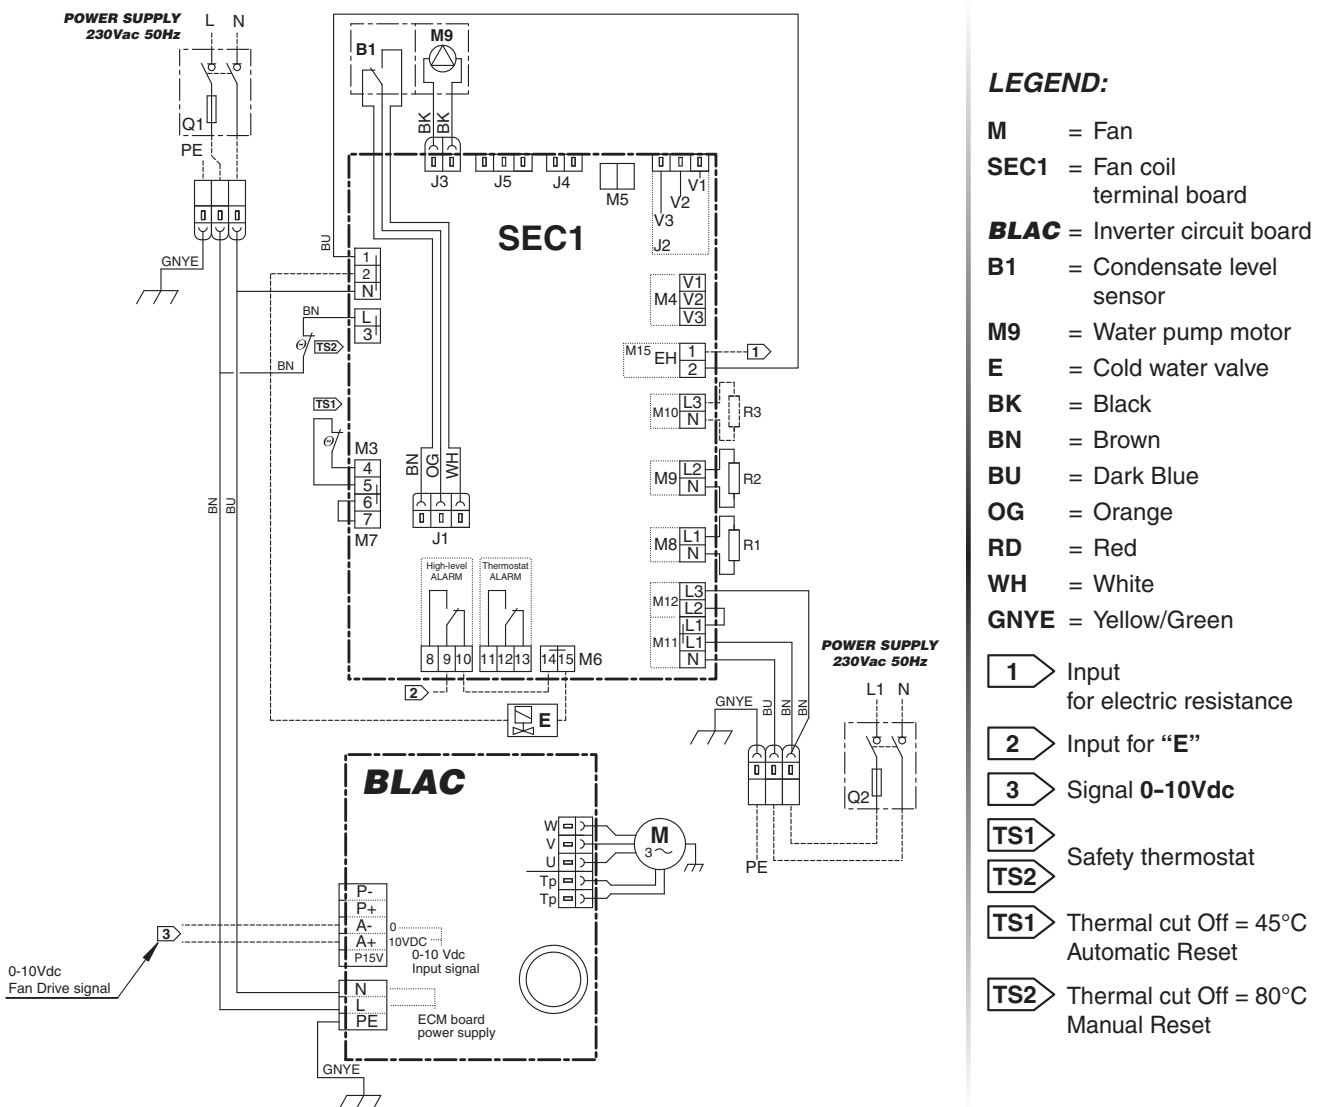 POWER SUPPLY
230Vac 50Hz
L N
Q1
PE
GNYE
B1
M9
BK
BK
J3
J5
J4
M5
V1
V2
V3
J2
SEC1
BU
1
2
N
BN
L
3
TS2
BN
TS1
M3
4
5
6
7
M7
BN
BU
BN
OG
WH
J1
M4
V1
V2
V3
M15
EH
1
2
1
M10
L3
N
R3
M9
L2
N
R2
M8
L1
N
R1
M12
L3
L2
L1
M11
L1
N
High-level
ALARM
Thermostat
ALARM
8 9 10
11 12 13
14 15
M6
2
E
POWER SUPPLY
230Vac 50Hz
L1 N
GNYE
BU
BN
BN
Q2
PE
BLAC
W
V
U
Tp
Tp
M
3
P-
P+
A-
A+
P15V
0
10VDC
0-10 Vdc
Input signal
3
0-10Vdc
Fan Drive signal
N
L
PE
ECM board
power supply
GNYE
LEGEND:
M = Fan
SEC1 = Fan coil
terminal board
BLAC = Inverter circuit board
B1 = Condensate level
sensor
M9 = Water pump motor
E = Cold water valve
BK = Black
BN = Brown
BU = Dark Blue
OG = Orange
RD = Red
WH = White
GNYE = Yellow/Green
1 Input
for electric resistance
2 Input for “E”
3 Signal 0-10Vdc
TS1
TS2
Safety thermostat
TS1 Thermal cut Off = 45°C
Automatic Reset
TS2 Thermal cut Off = 80°C
Manual Reset